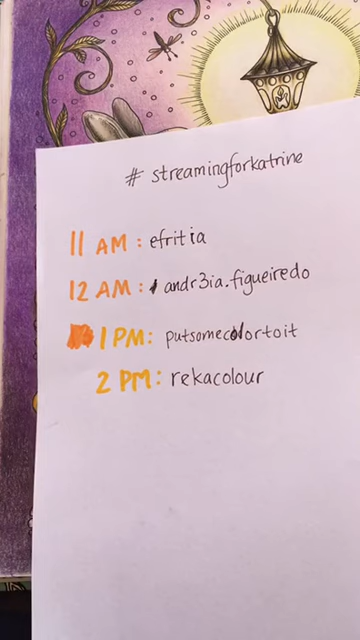 # streamingforkatrine
11 AM : efritia
12 AM : andr3ia.figueiredo
1 PM : putsomecolortoit
2 PM : rekacolour